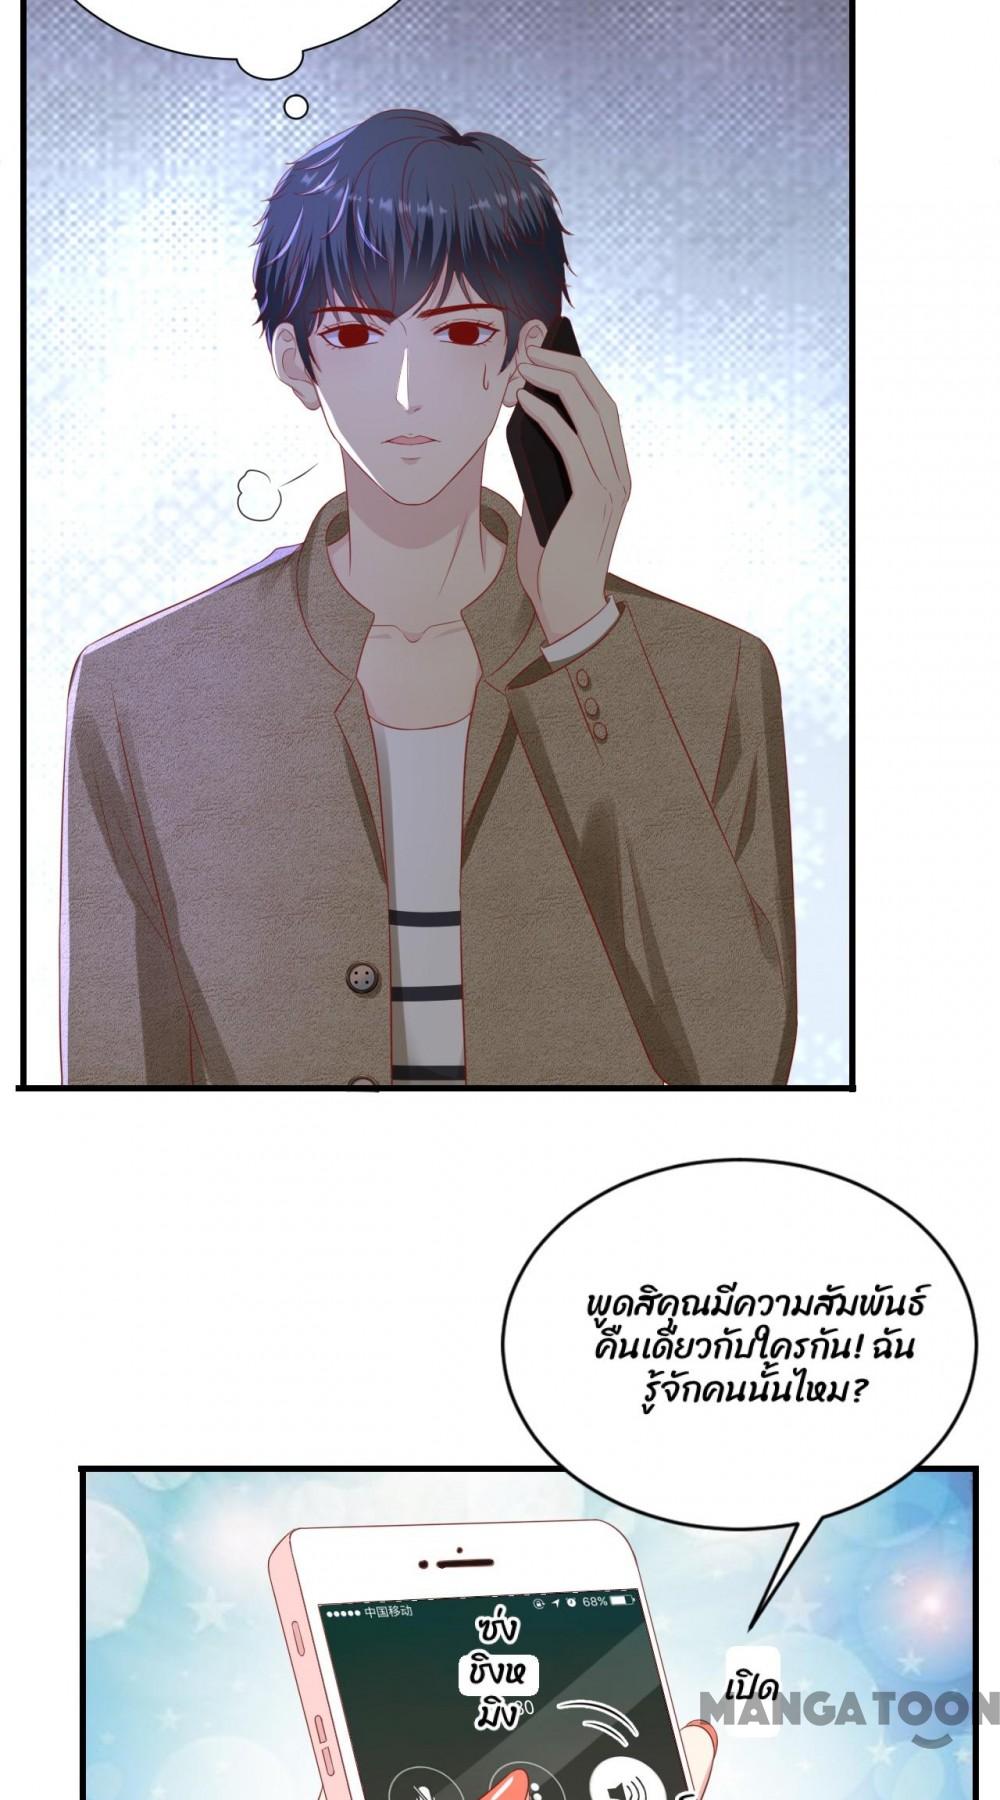 พูดสิคุณมีความสัมพันธ์
คืนเดียวกับใครกัน! ฉัน
รู้จักคนนั้นไหม?
中国移动
68%
ซ่ง
ชิงห
มิง
เปิด
MANGATOON